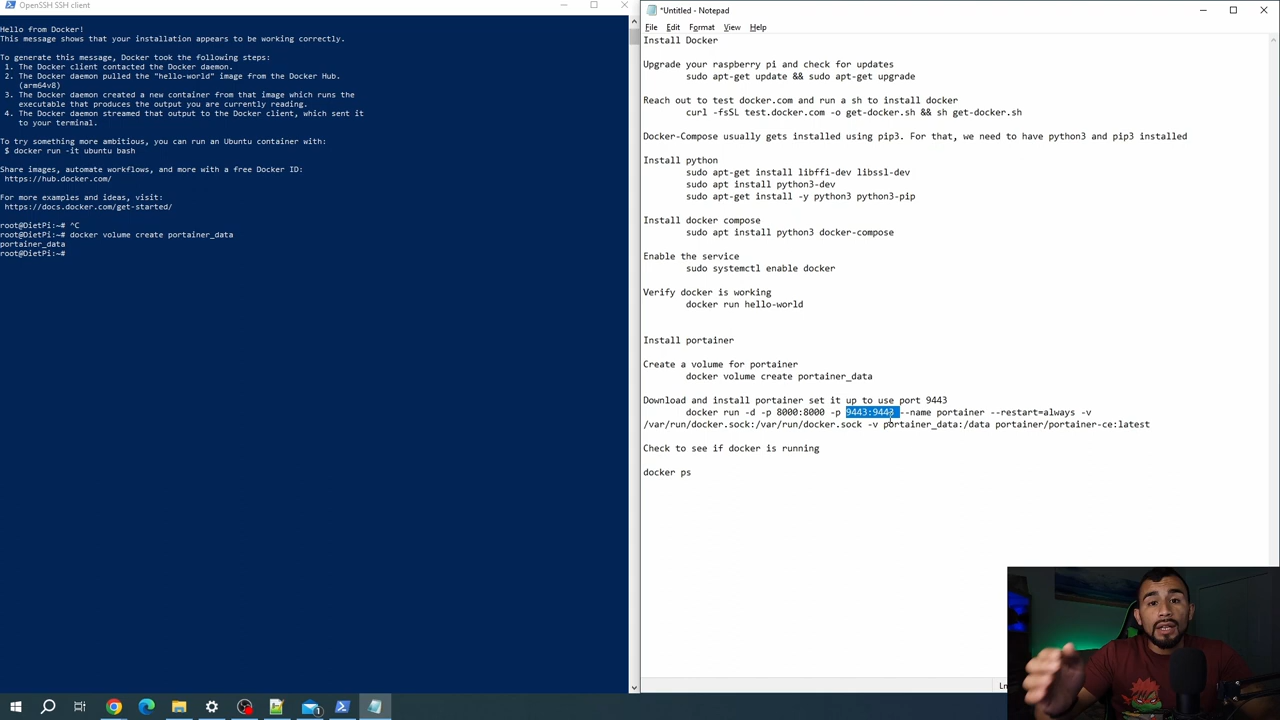 OpenSSH SSH client
Hello from Docker!
This message shows that your installation appears to be working correctly.
To generate this message, Docker took the following steps:
1. The Docker client contacted the Docker daemon.
2. The Docker daemon pulled the "hello-world" image from the Docker Hub.
(arm64v8)
3. The Docker daemon created a new container from that image which runs the
executable that produces the output you are currently reading.
4. The Docker daemon streamed that output to the Docker client, which sent it
to your terminal.
To try something more ambitious, you can run an Ubuntu container with:
$ docker run -it ubuntu bash
Share images, automate workflows, and more with a free Docker ID:
https://hub.docker.com/
For more examples and ideas, visit:
https://docs.docker.com/get-started/
root@DietPi:~# ^C
root@DietPi:~# docker volume create portainer_data
portainer_data
root@DietPi:~#
*Untitled - Notepad
File Edit Format View Help
Install Docker
Upgrade your raspberry pi and check for updates
sudo apt-get update && sudo apt-get upgrade
Reach out to test docker.com and run a sh to install docker
curl -fsSL test.docker.com -o get-docker.sh && sh get-docker.sh
Docker-Compose usually gets installed using pip3. For that, we need to have python3 and pip3 installed
Install python
sudo apt-get install libffi-dev libssl-dev
sudo apt install python3-dev
sudo apt-get install -y python3 python3-pip
Install docker compose
sudo apt install python3 docker-compose
Enable the service
sudo systemctl enable docker
Verify docker is working
docker run hello-world
Install portainer
Create a volume for portainer
docker volume create portainer_data
Download and install portainer set it up to use port 9443
docker run -d -p 8000:8000 -p 9443:9443 --name portainer --restart=always -v
/var/run/docker.sock:/var/run/docker.sock -v portainer_data:/data portainer/portainer-ce:latest
Check to see if docker is running
docker ps
Ln